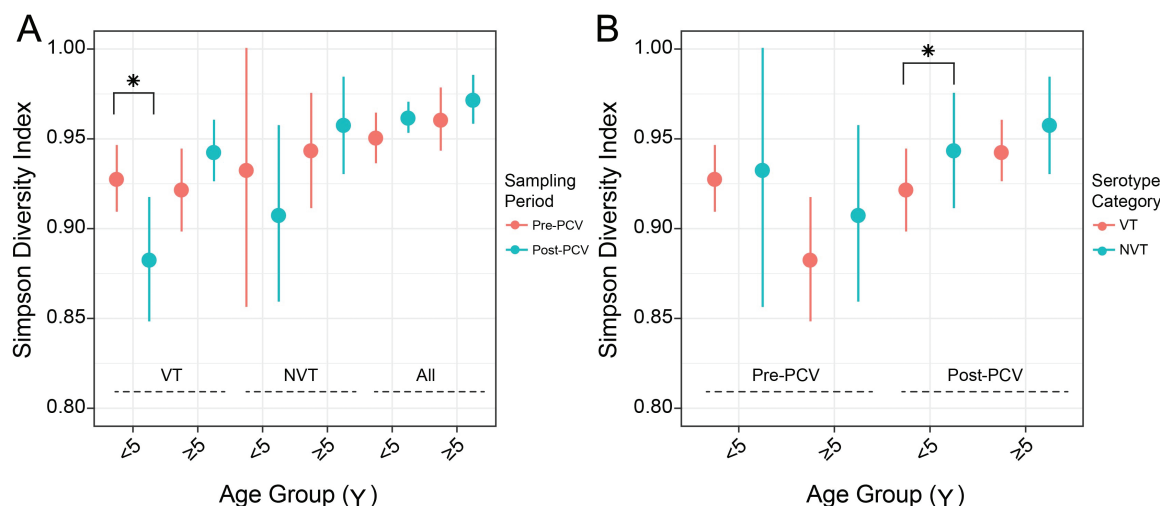 A
Simpson Diversity Index
1.00
0.95
0.90
0.85
0.80
*
VT
NVT
All
<5
≥5
<5
≥5
<5
≥5
Age Group (Y)
Sampling
Period
Pre-PCV
Post-PCV
B
Simpson Diversity Index
1.00
0.95
0.90
0.85
0.80
*
Pre-PCV
Post-PCV
<5
≥5
<5
≥5
Age Group (Y)
Serotype
Category
VT
NVT